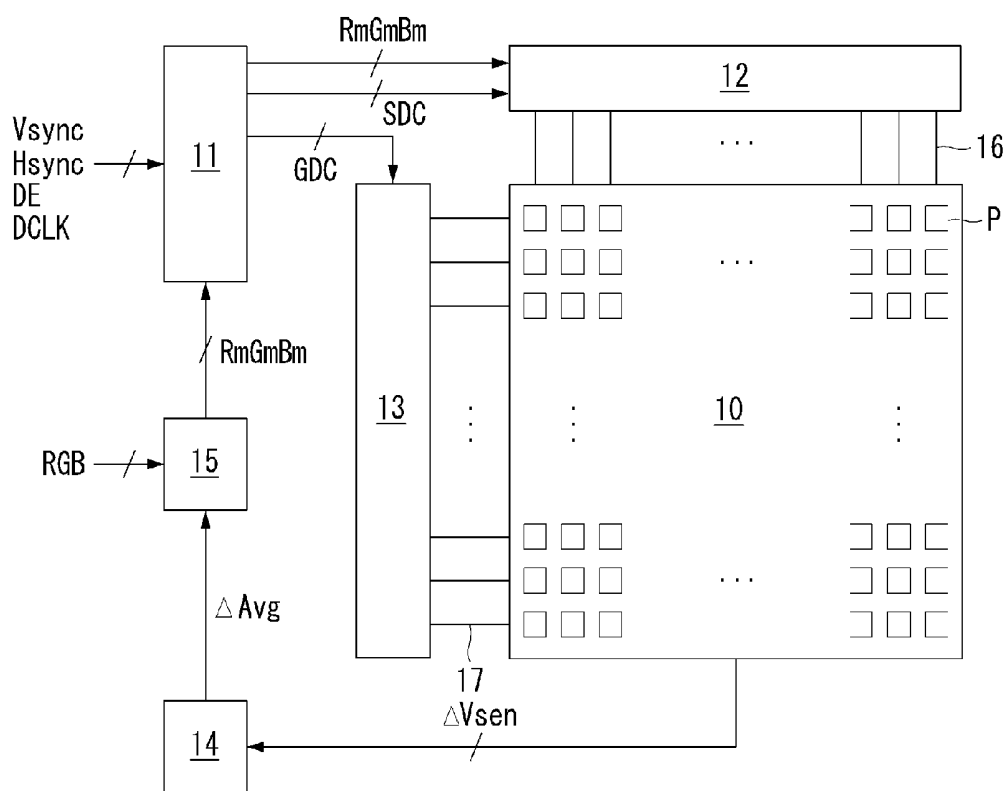 RmGmBm
12
SDC
Vsync
Hsync
DE
DCLK
11
GDC
...
16
P
...
RmGmBm
13
10
RGB
15
...
△Avg
17
△Vsen
14